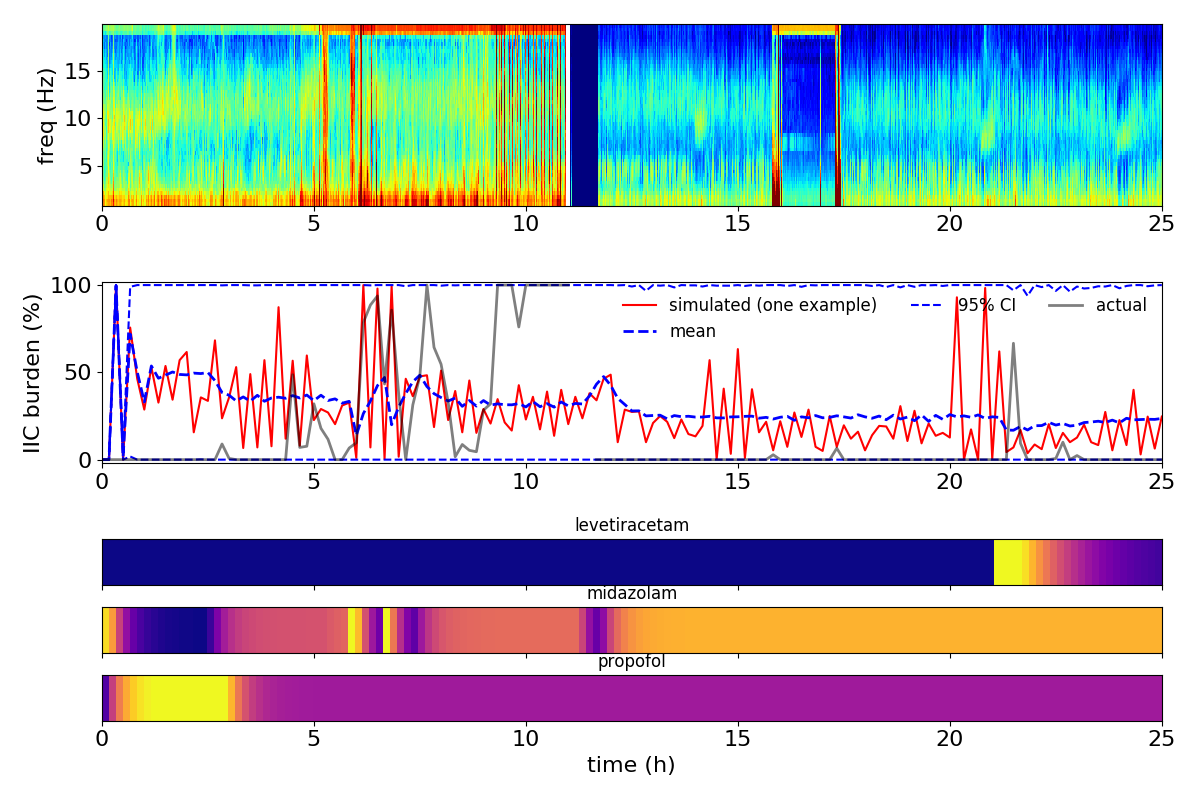 freq (Hz)
15
10
5
0 5 10 15 20 25
IIC burden (%)
100
50
0
simulated (one example)
mean
95% CI
actual
0 5 10 15 20 25
levetiracetam
midazolam
propofol
0 5 10 15 20 25
time (h)